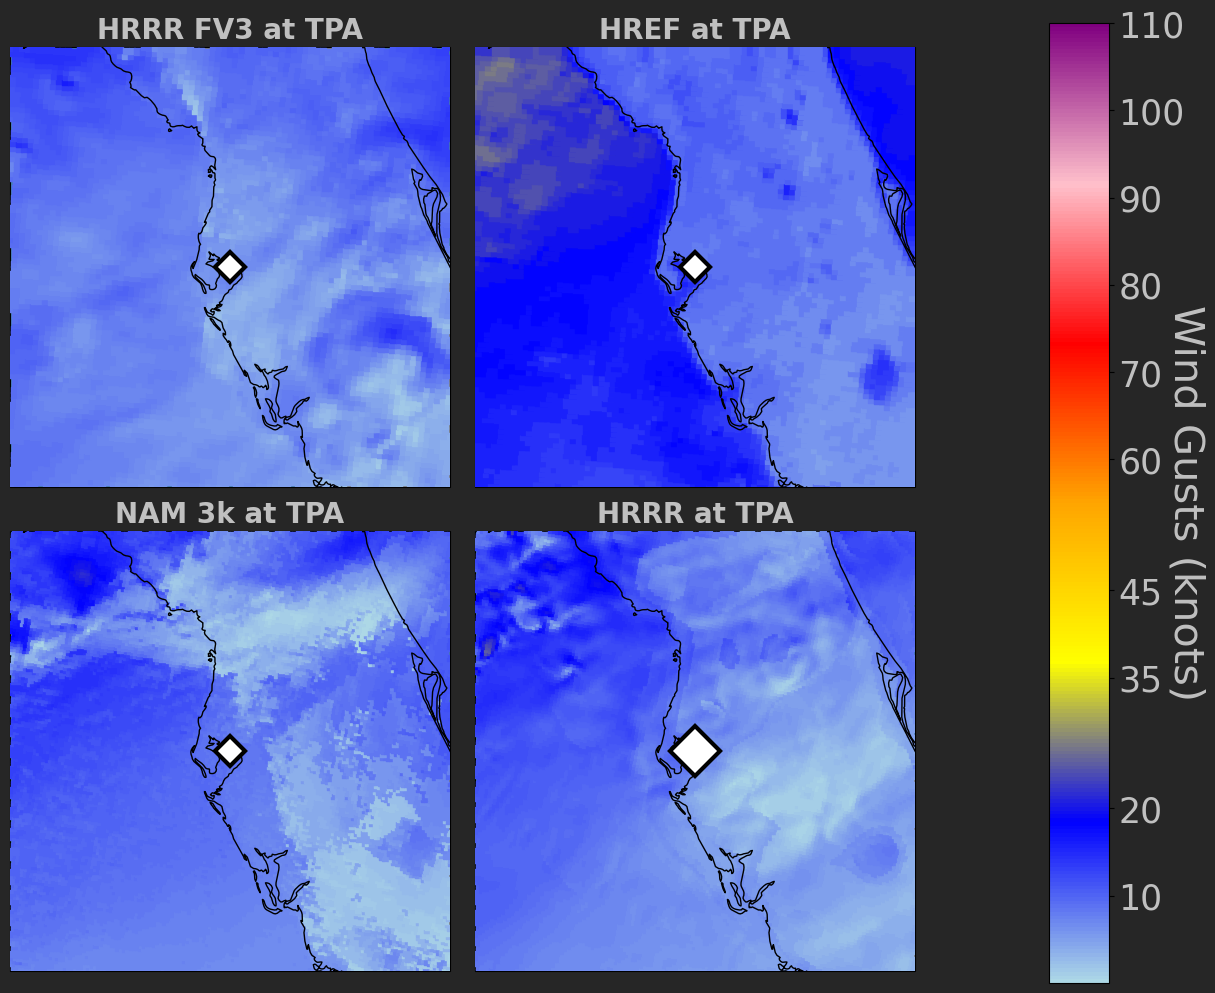 HRRR FV3 at TPA
HREF at TPA
NAM 3k at TPA
HRRR at TPA
110
100
90
80
70
60
45
35
20
10
Wind Gusts (knots)